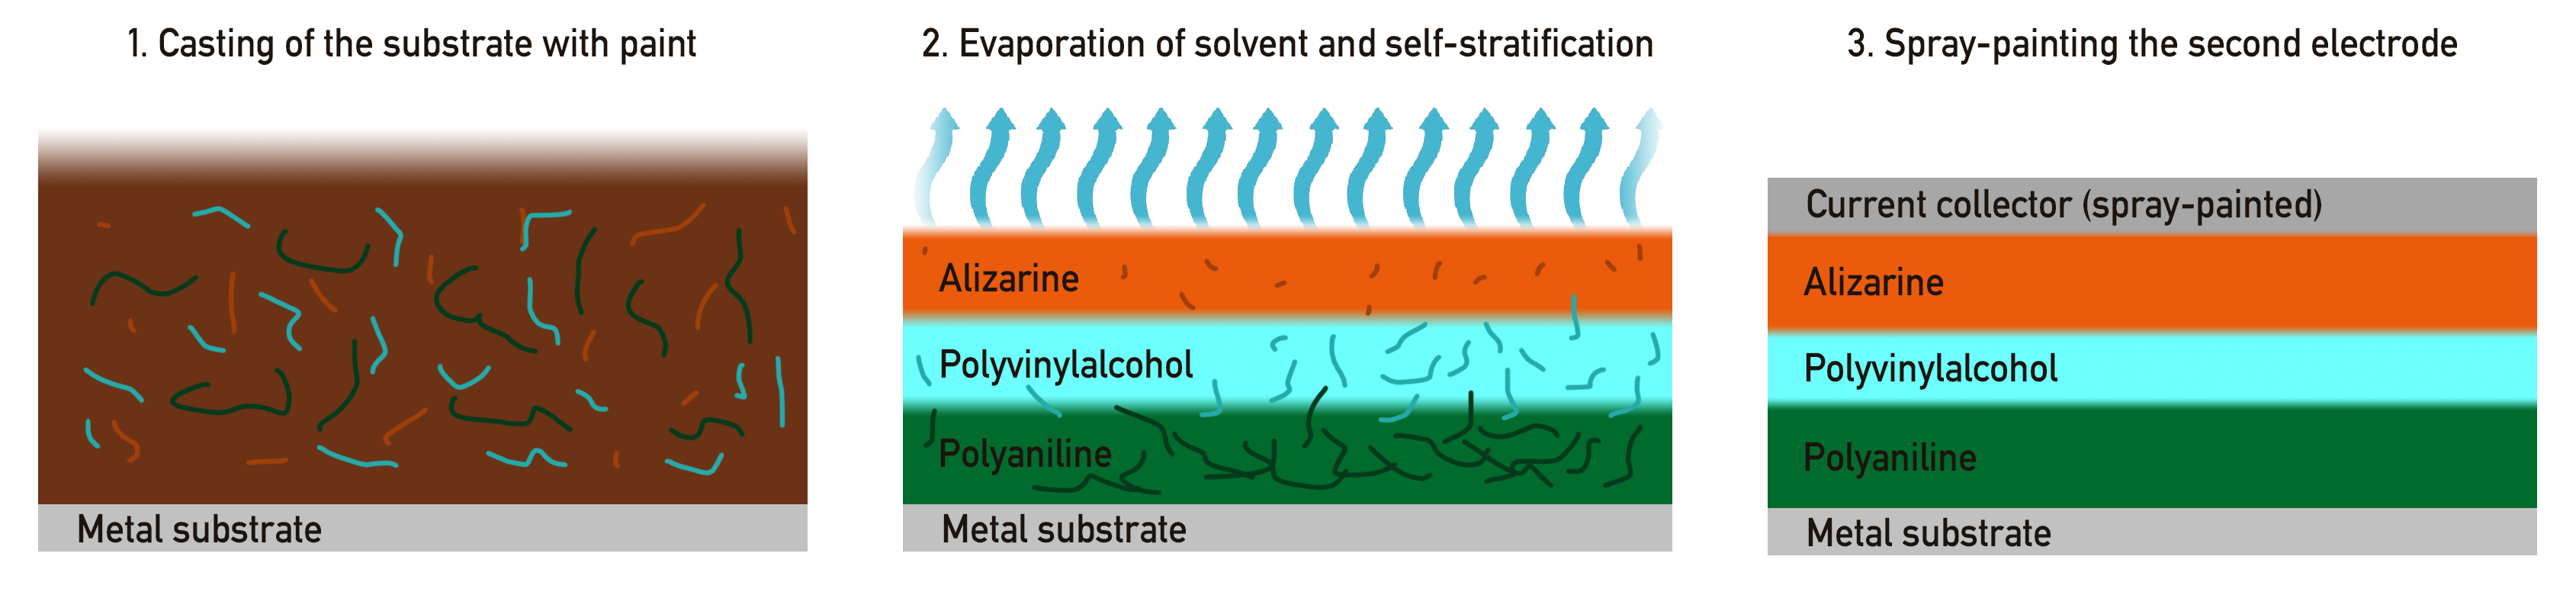 1. Casting of the substrate with paint
Metal substrate
2. Evaporation of solvent and self-stratification
Alizarine
Polyvinylalcohol
Polyaniline
Metal substrate
3. Spray-painting the second electrode
Current collector (spray-painted)
Alizarine
Polyvinylalcohol
Polyaniline
Metal substrate